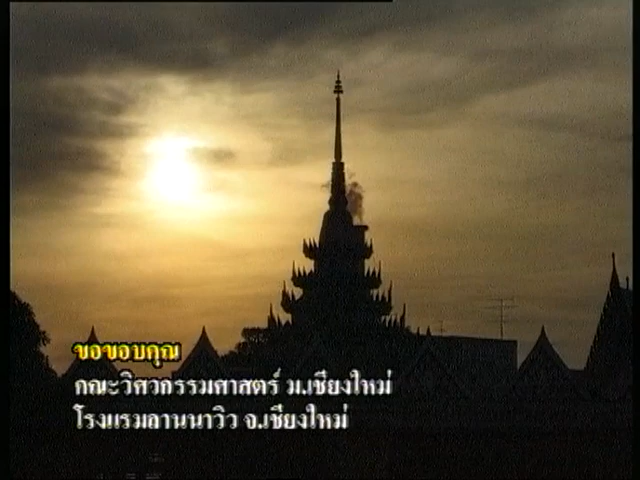 ขอขอบคุณ
คณะวิศวกรรมศาสตร์ ม.เชียงใหม่
โรงแรมลานนาวิว จ.เชียงใหม่